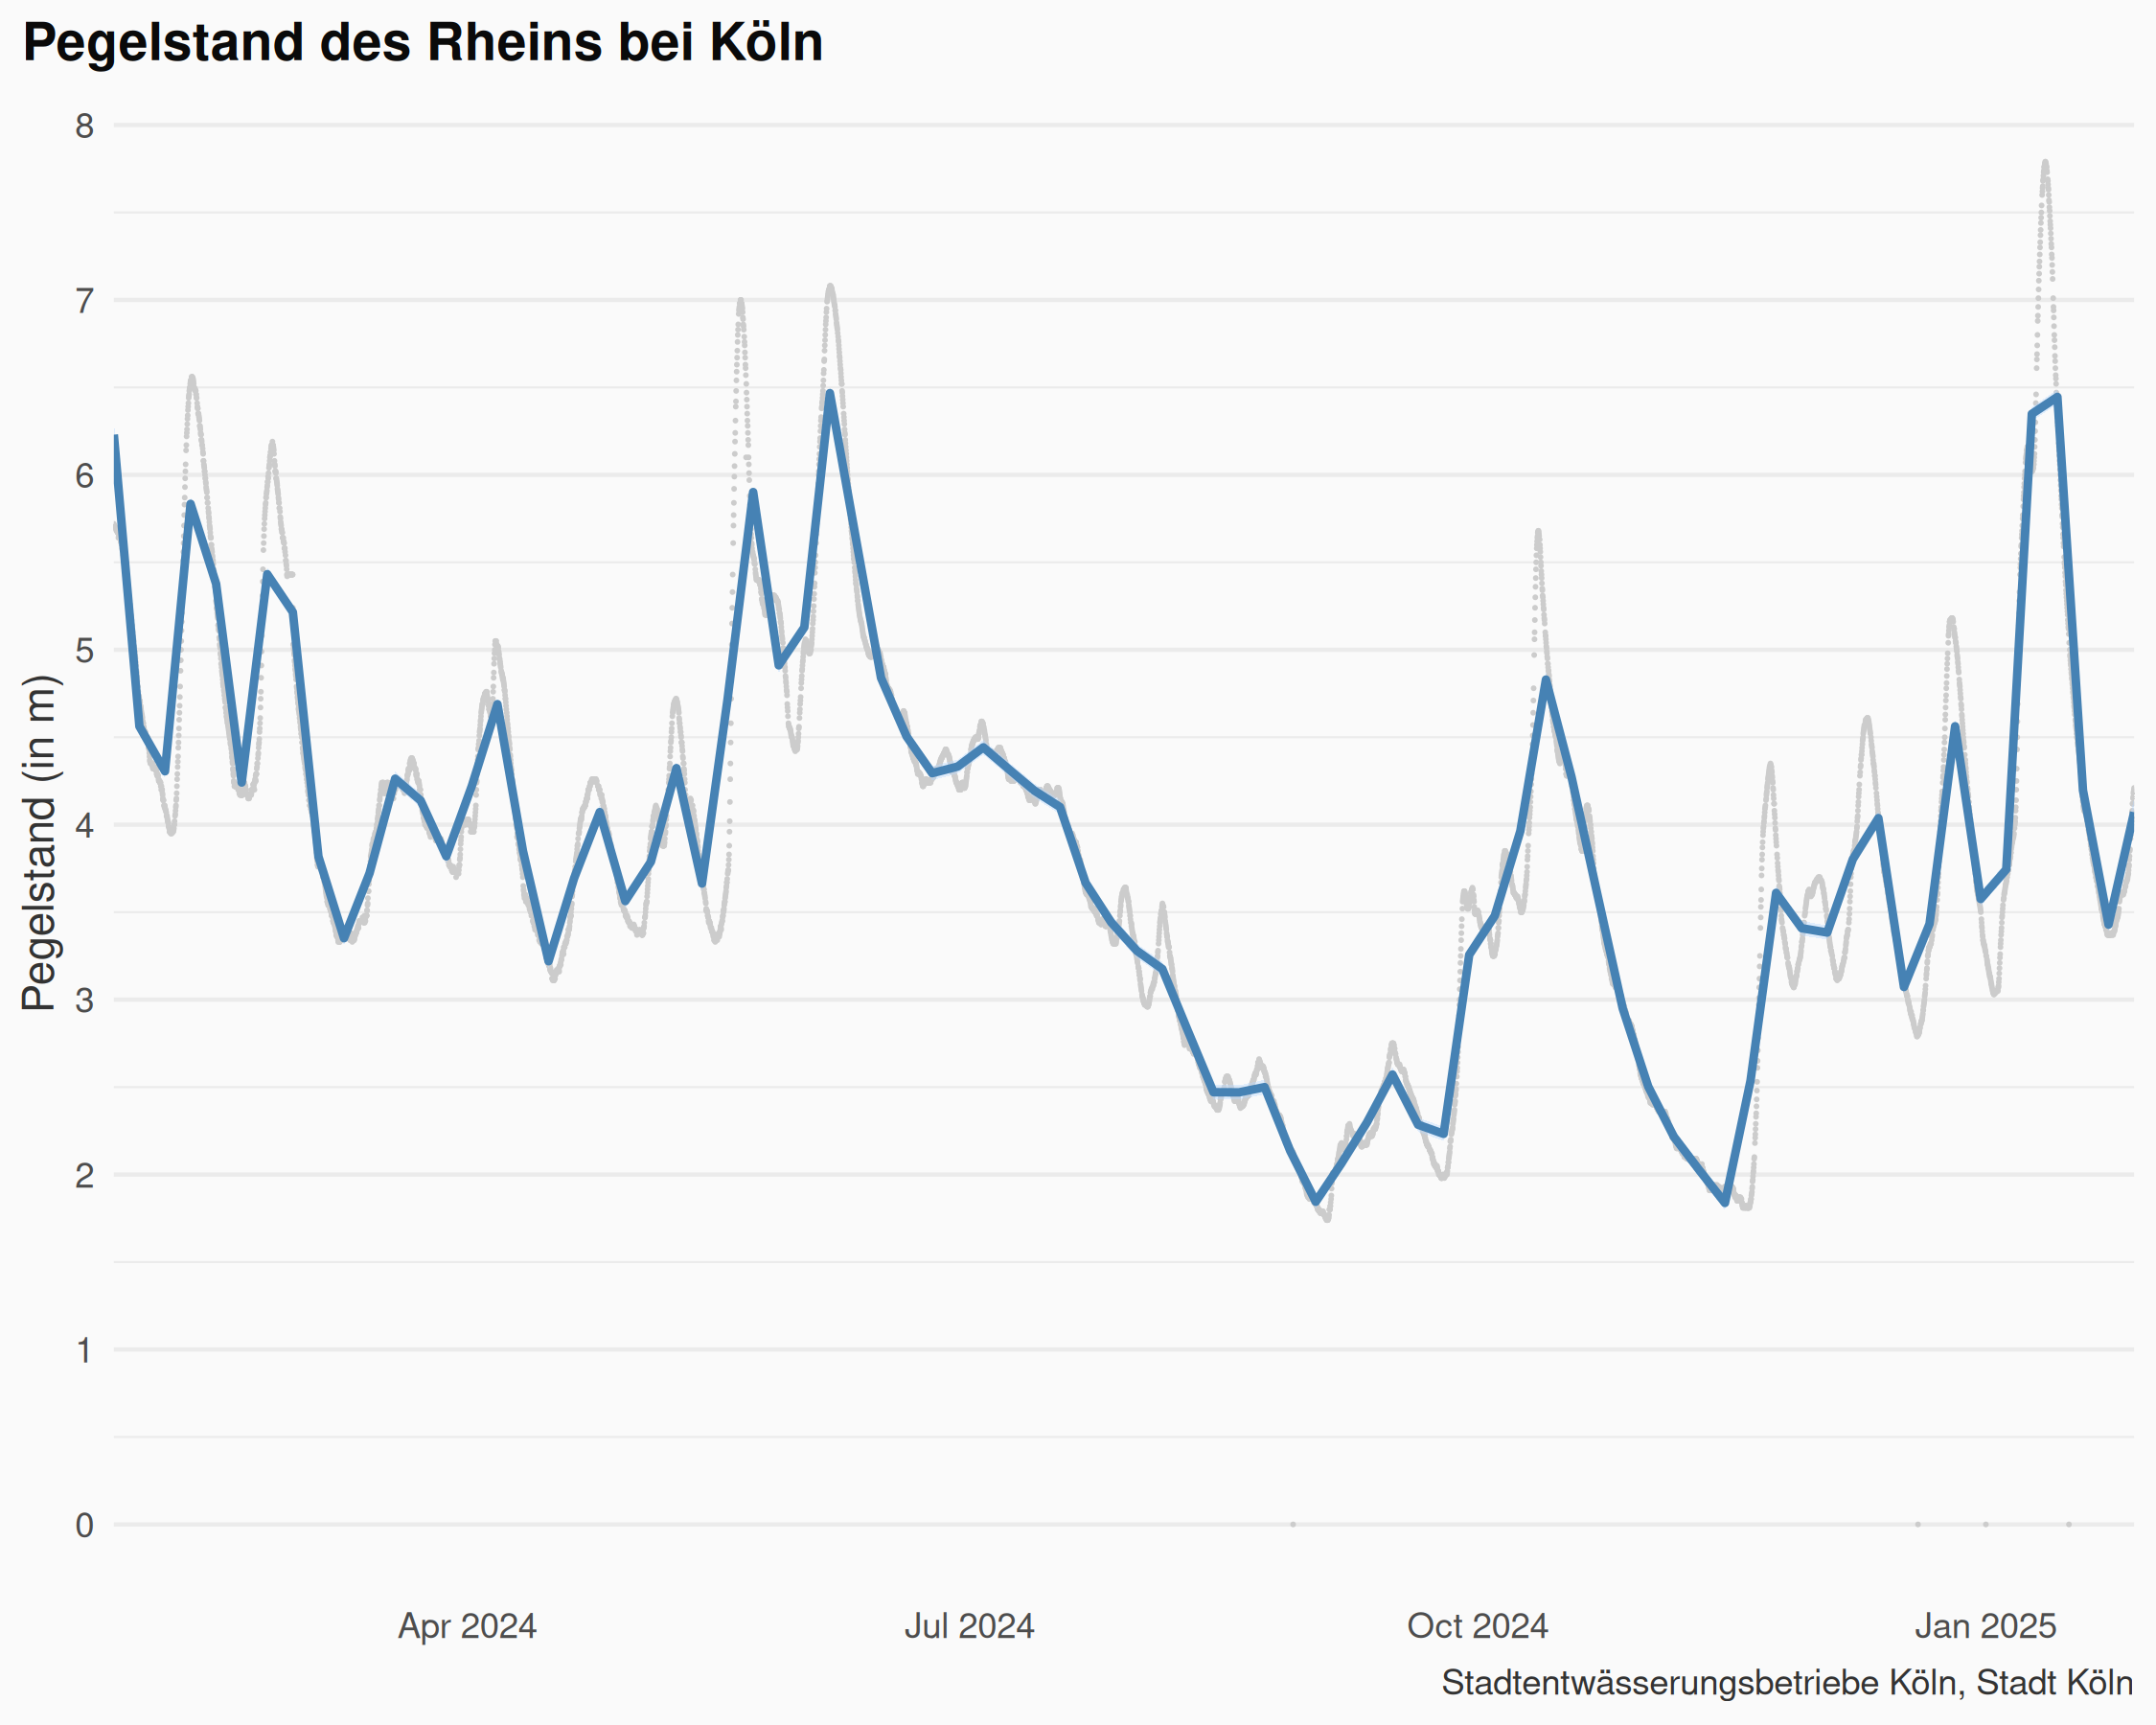 Pegelstand des Rheins bei Köln
Pegelstand (in m)
8
7
6
5
4
3
2
1
0
Apr 2024 Jul 2024 Oct 2024 Jan 2025
Stadtentwässerungsbetriebe Köln, Stadt Köln